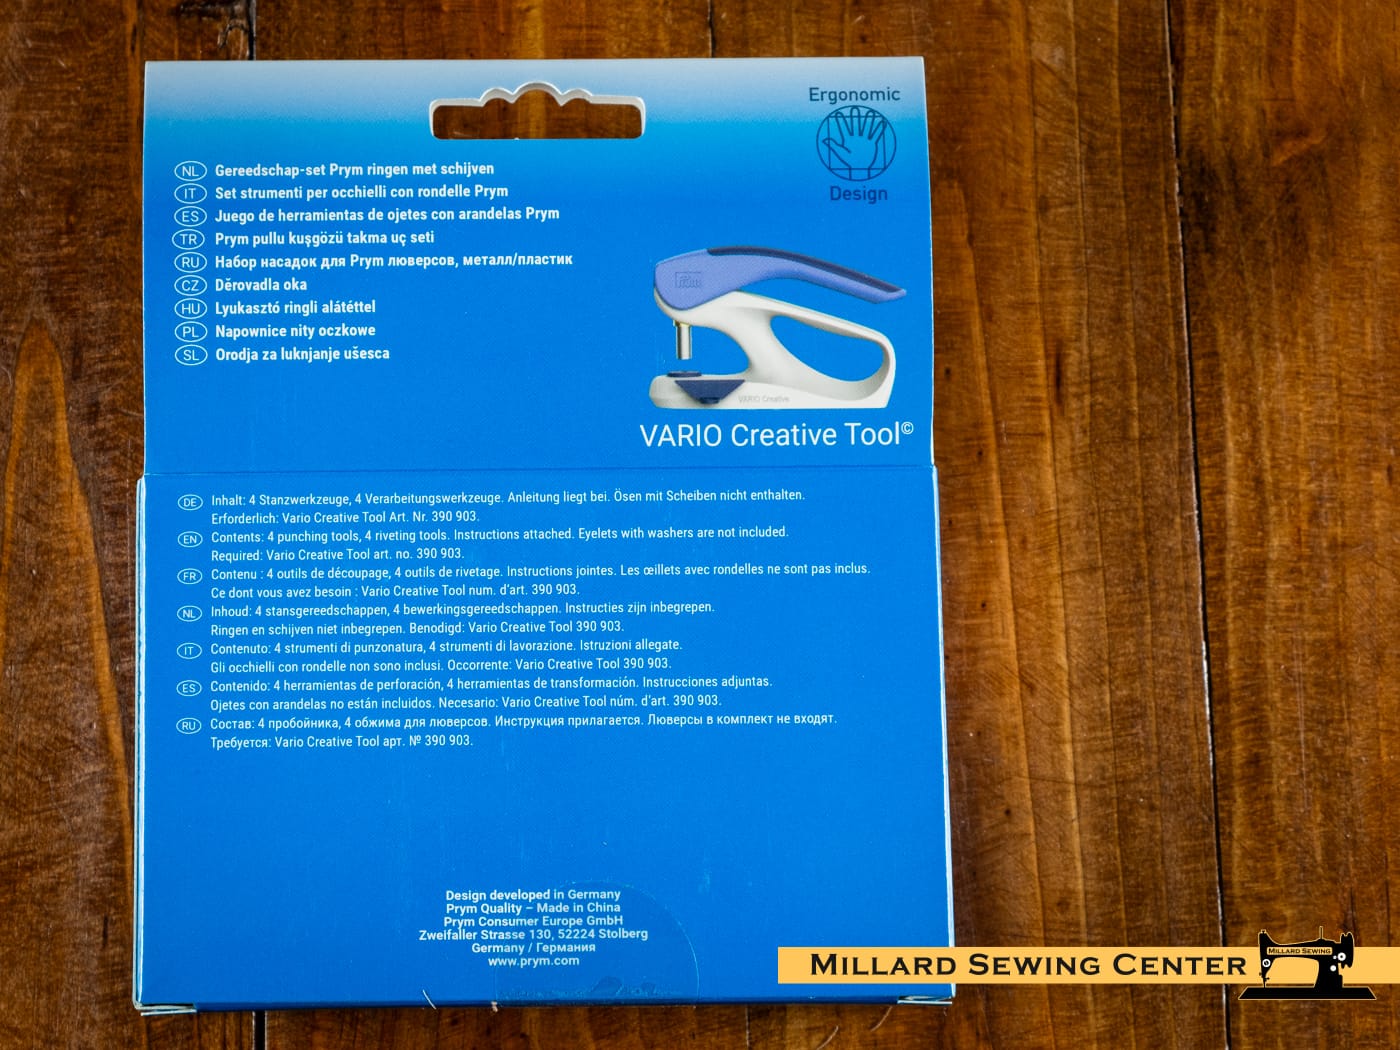 Ergonomic
Design
NL Gereedschap-set Prym ringen met schijven
IT Set strumenti per occhielli con rondelle Prym
ES Juego de herramientas de ojetes con arandelas Prym
TR Prym pullu kuşgözü takma uç seti
RU Набор насадок для Prym люверсов, металл/пластик
CZ Děrovadla oka
HU Lyukasztó ringli alátéttel
PL Napownice nity oczkowe
SL Orodja za luknjanje ušesca
prym
VARIO Creative
VARIO Creative Tool©
DE Inhalt: 4 Stanzwerkzeuge, 4 Verarbeitungswerkzeuge. Anleitung liegt bei. Ösen mit Scheiben nicht enthalten.
Erforderlich: Vario Creative Tool Art. Nr. 390 903.
EN Contents: 4 punching tools, 4 riveting tools. Instructions attached. Eyelets with washers are not included.
Required: Vario Creative Tool art. no. 390 903.
FR Contenu : 4 outils de découpage, 4 outils de rivetage. Instructions jointes. Les œillets avec rondelles ne sont pas inclus.
Ce dont vous avez besoin : Vario Creative Tool num. d'art. 390 903.
NL Inhoud: 4 stansgereedschappen, 4 bewerkingsgereedschappen. Instructies zijn inbegrepen.
Ringen en schijven niet inbegrepen. Benodigd: Vario Creative Tool 390 903.
IT Contenuto: 4 strumenti di punzonatura, 4 strumenti di lavorazione. Istruzioni allegate.
Gli occhielli con rondelle non sono inclusi. Occorrente: Vario Creative Tool 390 903.
ES Contenido: 4 herramientas de perforación, 4 herramientas de transformación. Instrucciones adjuntas.
Ojetes con arandelas no están incluidos. Necesario: Vario Creative Tool núm. d'art. 390 903.
RU Состав: 4 пробойника, 4 обжима для люверсов. Инструкция прилагается. Люверсы в комплект не входят.
Требуется: Vario Creative Tool арт. № 390 903.
Design developed in Germany
Prym Quality – Made in China
Prym Consumer Europe GmbH
Zweifaller Strasse 130, 52224 Stolberg
Germany / Германия
www.prym.com
MILLARD SEWING CENTER
MILLARD SEWING